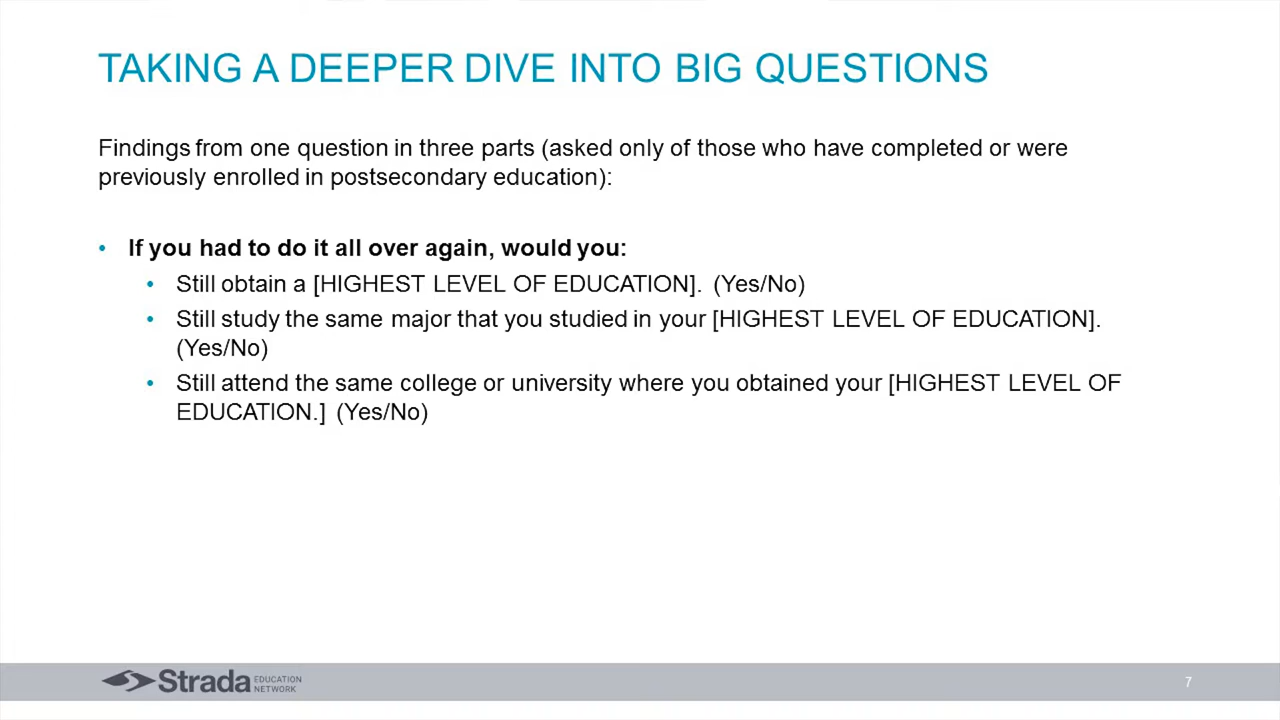 TAKING A DEEPER DIVE INTO BIG QUESTIONS
Findings from one question in three parts (asked only of those who have completed or were
previously enrolled in postsecondary education):
• If you had to do it all over again, would you:
• Still obtain a [HIGHEST LEVEL OF EDUCATION]. (Yes/No)
• Still study the same major that you studied in your [HIGHEST LEVEL OF EDUCATION].
(Yes/No)
• Still attend the same college or university where you obtained your [HIGHEST LEVEL OF
EDUCATION.] (Yes/No)
Strada EDUCATION
NETWORK
7